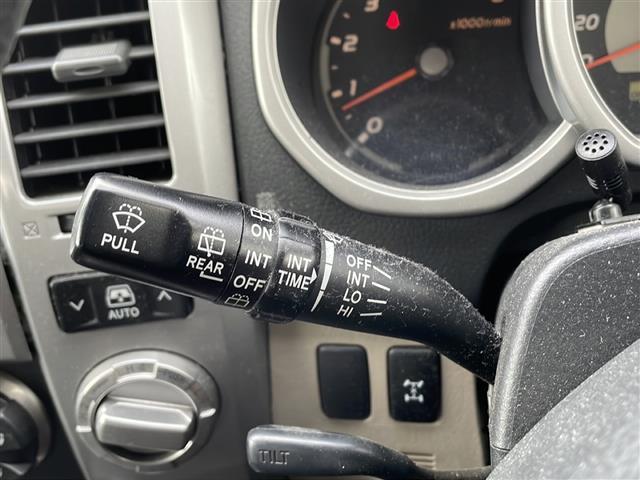 3
2
1
0
x1000r/min
20
PULL
REAR
ON
INT
OFF
INT
TIME
OFF
INT
LO
HI
AUTO
TILT